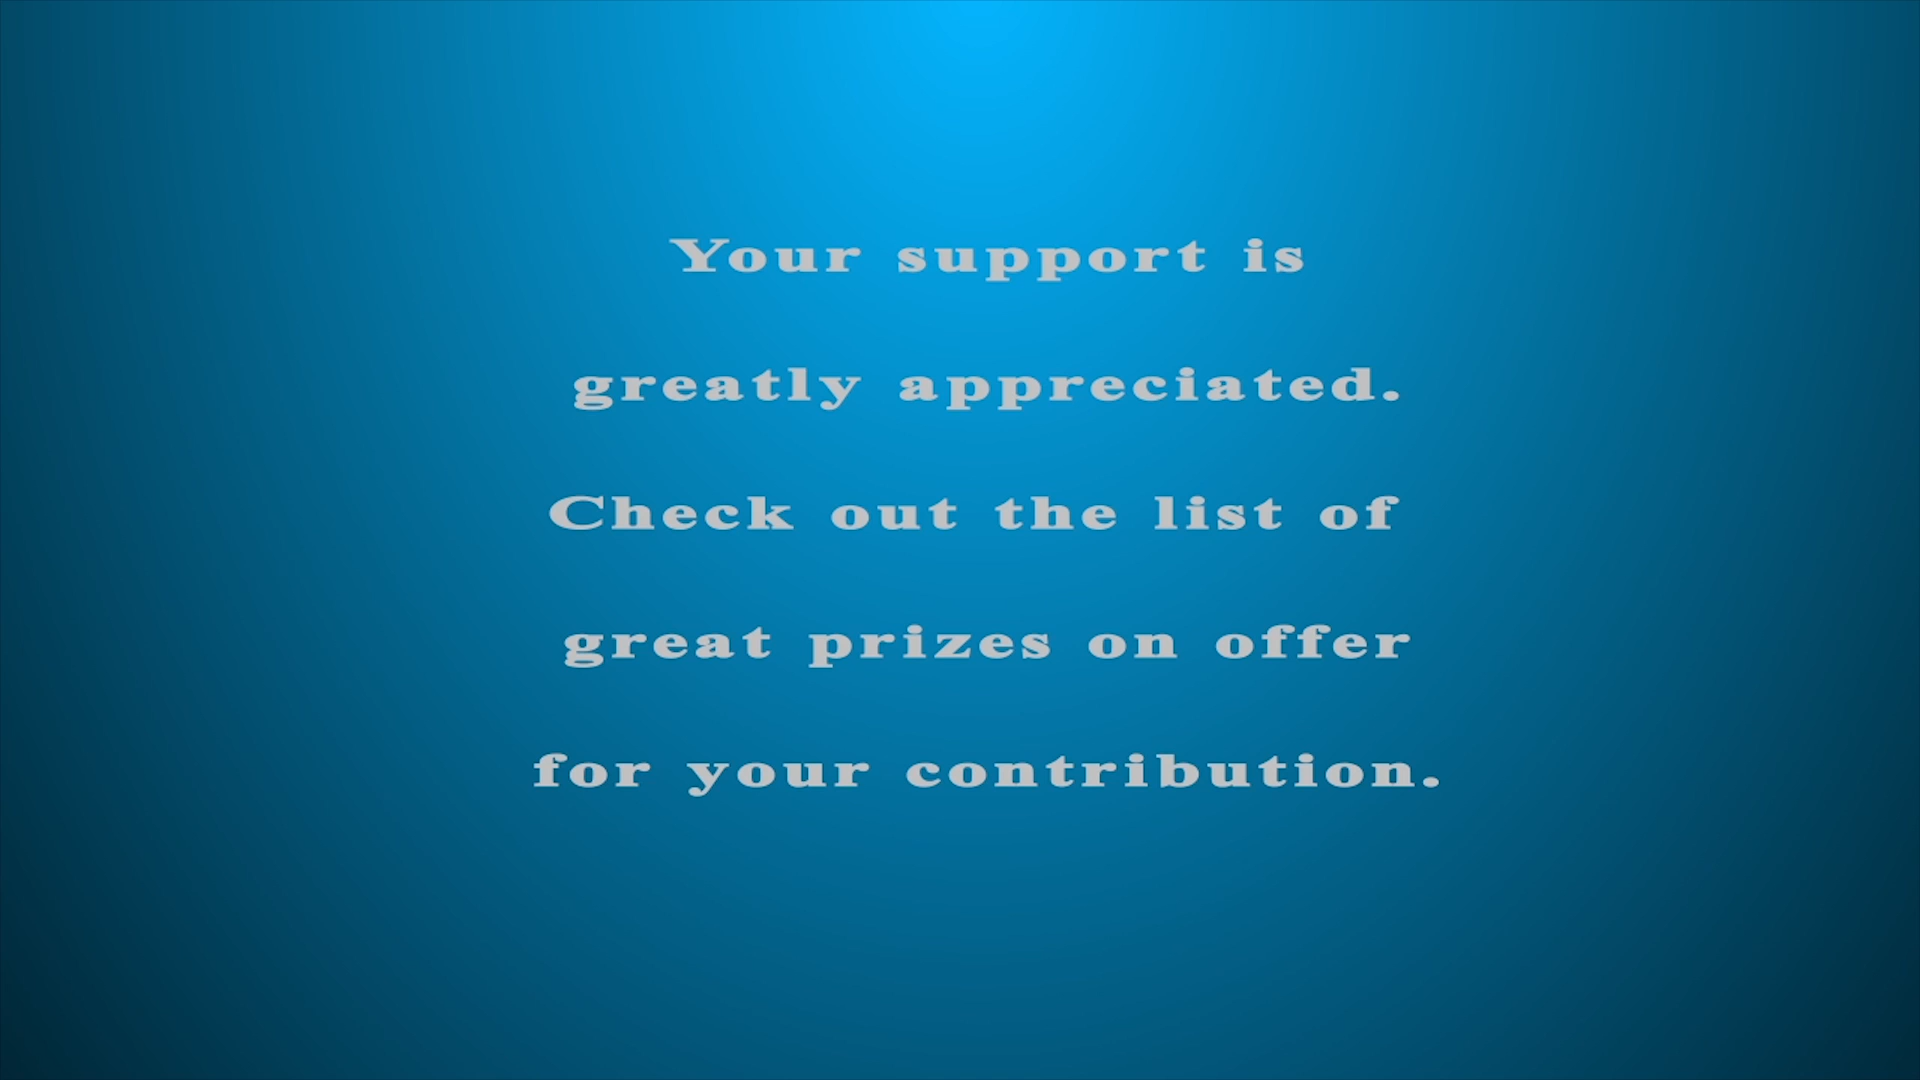 Your support is
greatly appreciated.
Check out the list of
great prizes on offer
for your contribution.